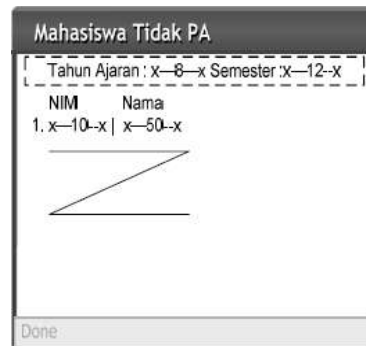 Mahasiswa Tidak PA
Tahun Ajaran : x—8—x Semester :x—12--x
NIM Nama
1. x—10--x | x—50--x
Done